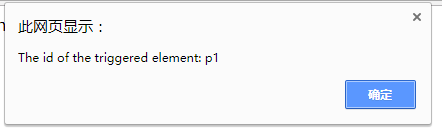 此网页显示：
The id of the triggered element: p1
确定